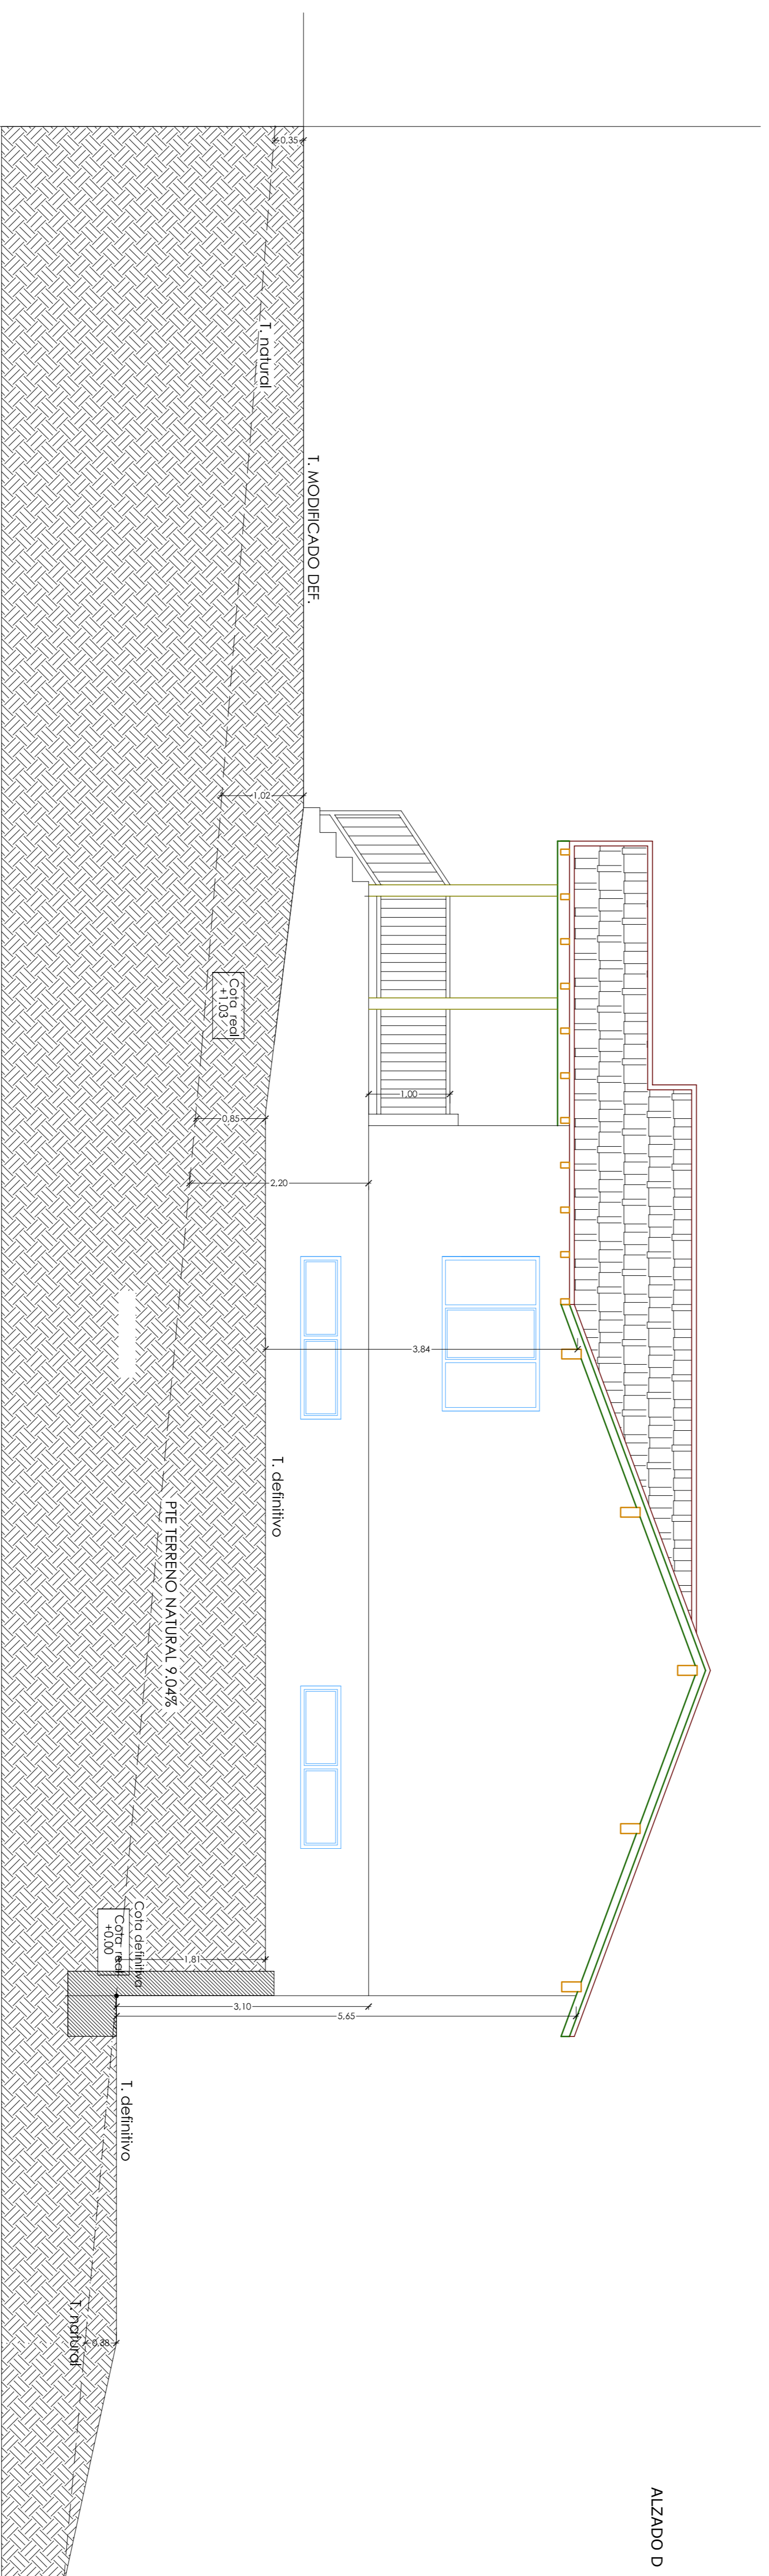 ALZADO D
0,35
T. natural
T. MODIFICADO DEF.
1,02
Cota real
+1.03
0,85
1,00
2,20
3,84
T. definitivo
PTE TERRENO NATURAL 9.04%
Cota definitiva
Cota real
+0.00
1,81
3,10
5,65
T. definitivo
T. natural
0,38